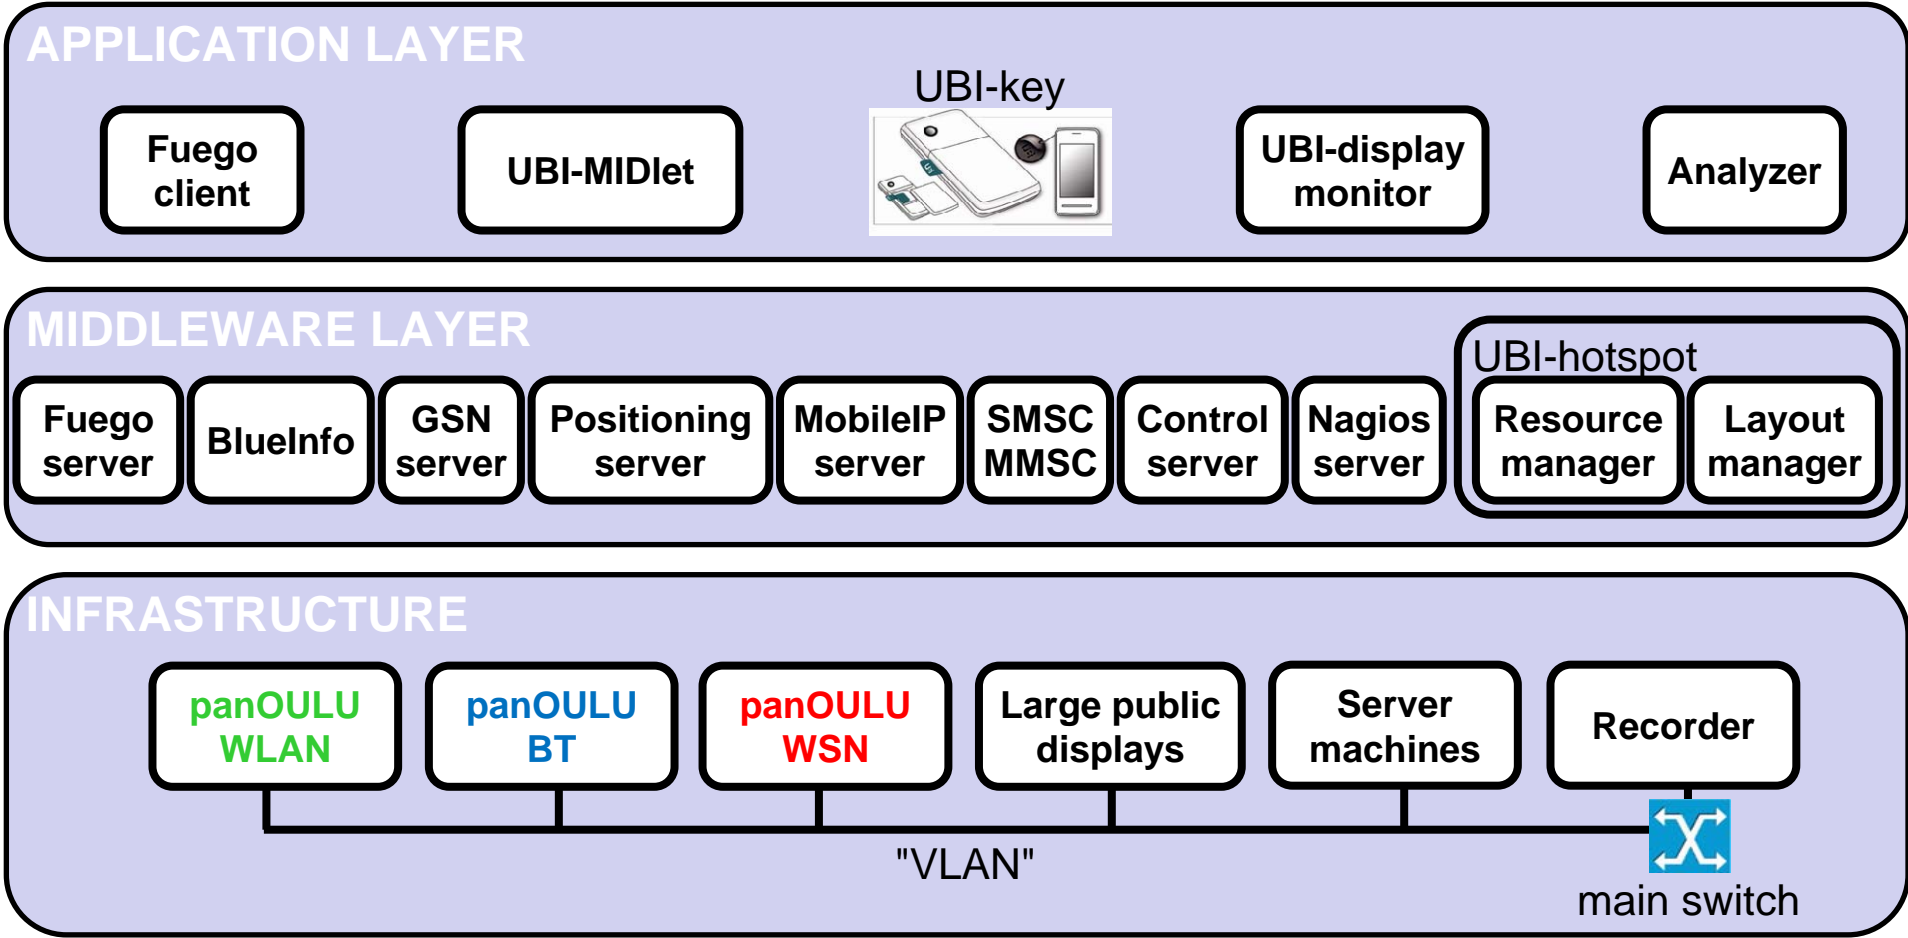 APPLICATION LAYER
UBI-key
Fuego
client
UBI-MIDlet
UBI-display
monitor
Analyzer
MIDDLEWARE LAYER
UBI-hotspot
Fuego
server
BlueInfo
GSN
server
Positioning
server
MobileIP
server
SMSC
MMSC
Control
server
Nagios
server
Resource
manager
Layout
manager
INFRASTRUCTURE
panOULU
WLAN
panOULU
BT
panOULU
WSN
Large public
displays
Server
machines
Recorder
"VLAN"
main switch